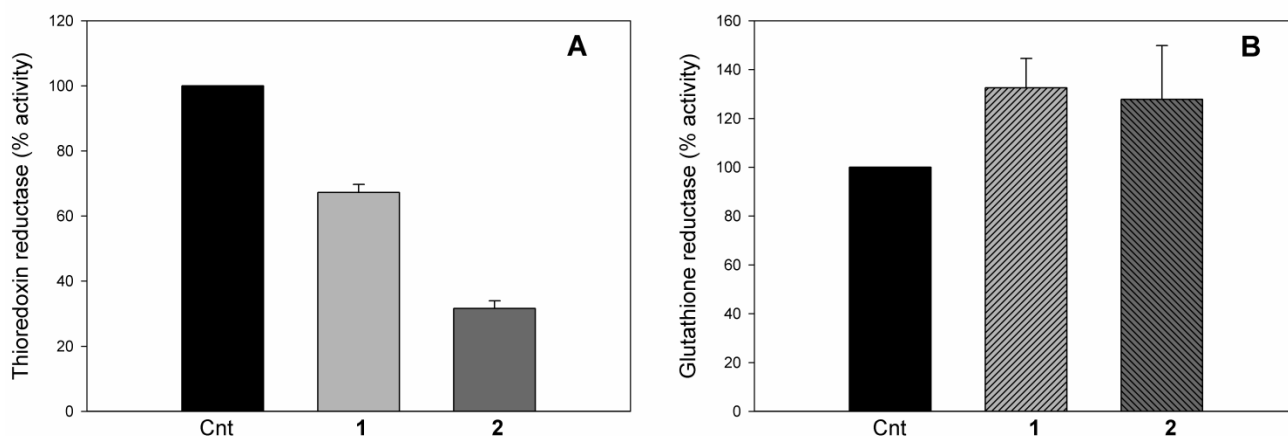 A
Thioredoxin reductase (% activity)
120
100
80
60
40
20
0
Cnt 1 2
B
Glutathione reductase (% activity)
160
140
120
100
80
60
40
20
0
Cnt 1 2